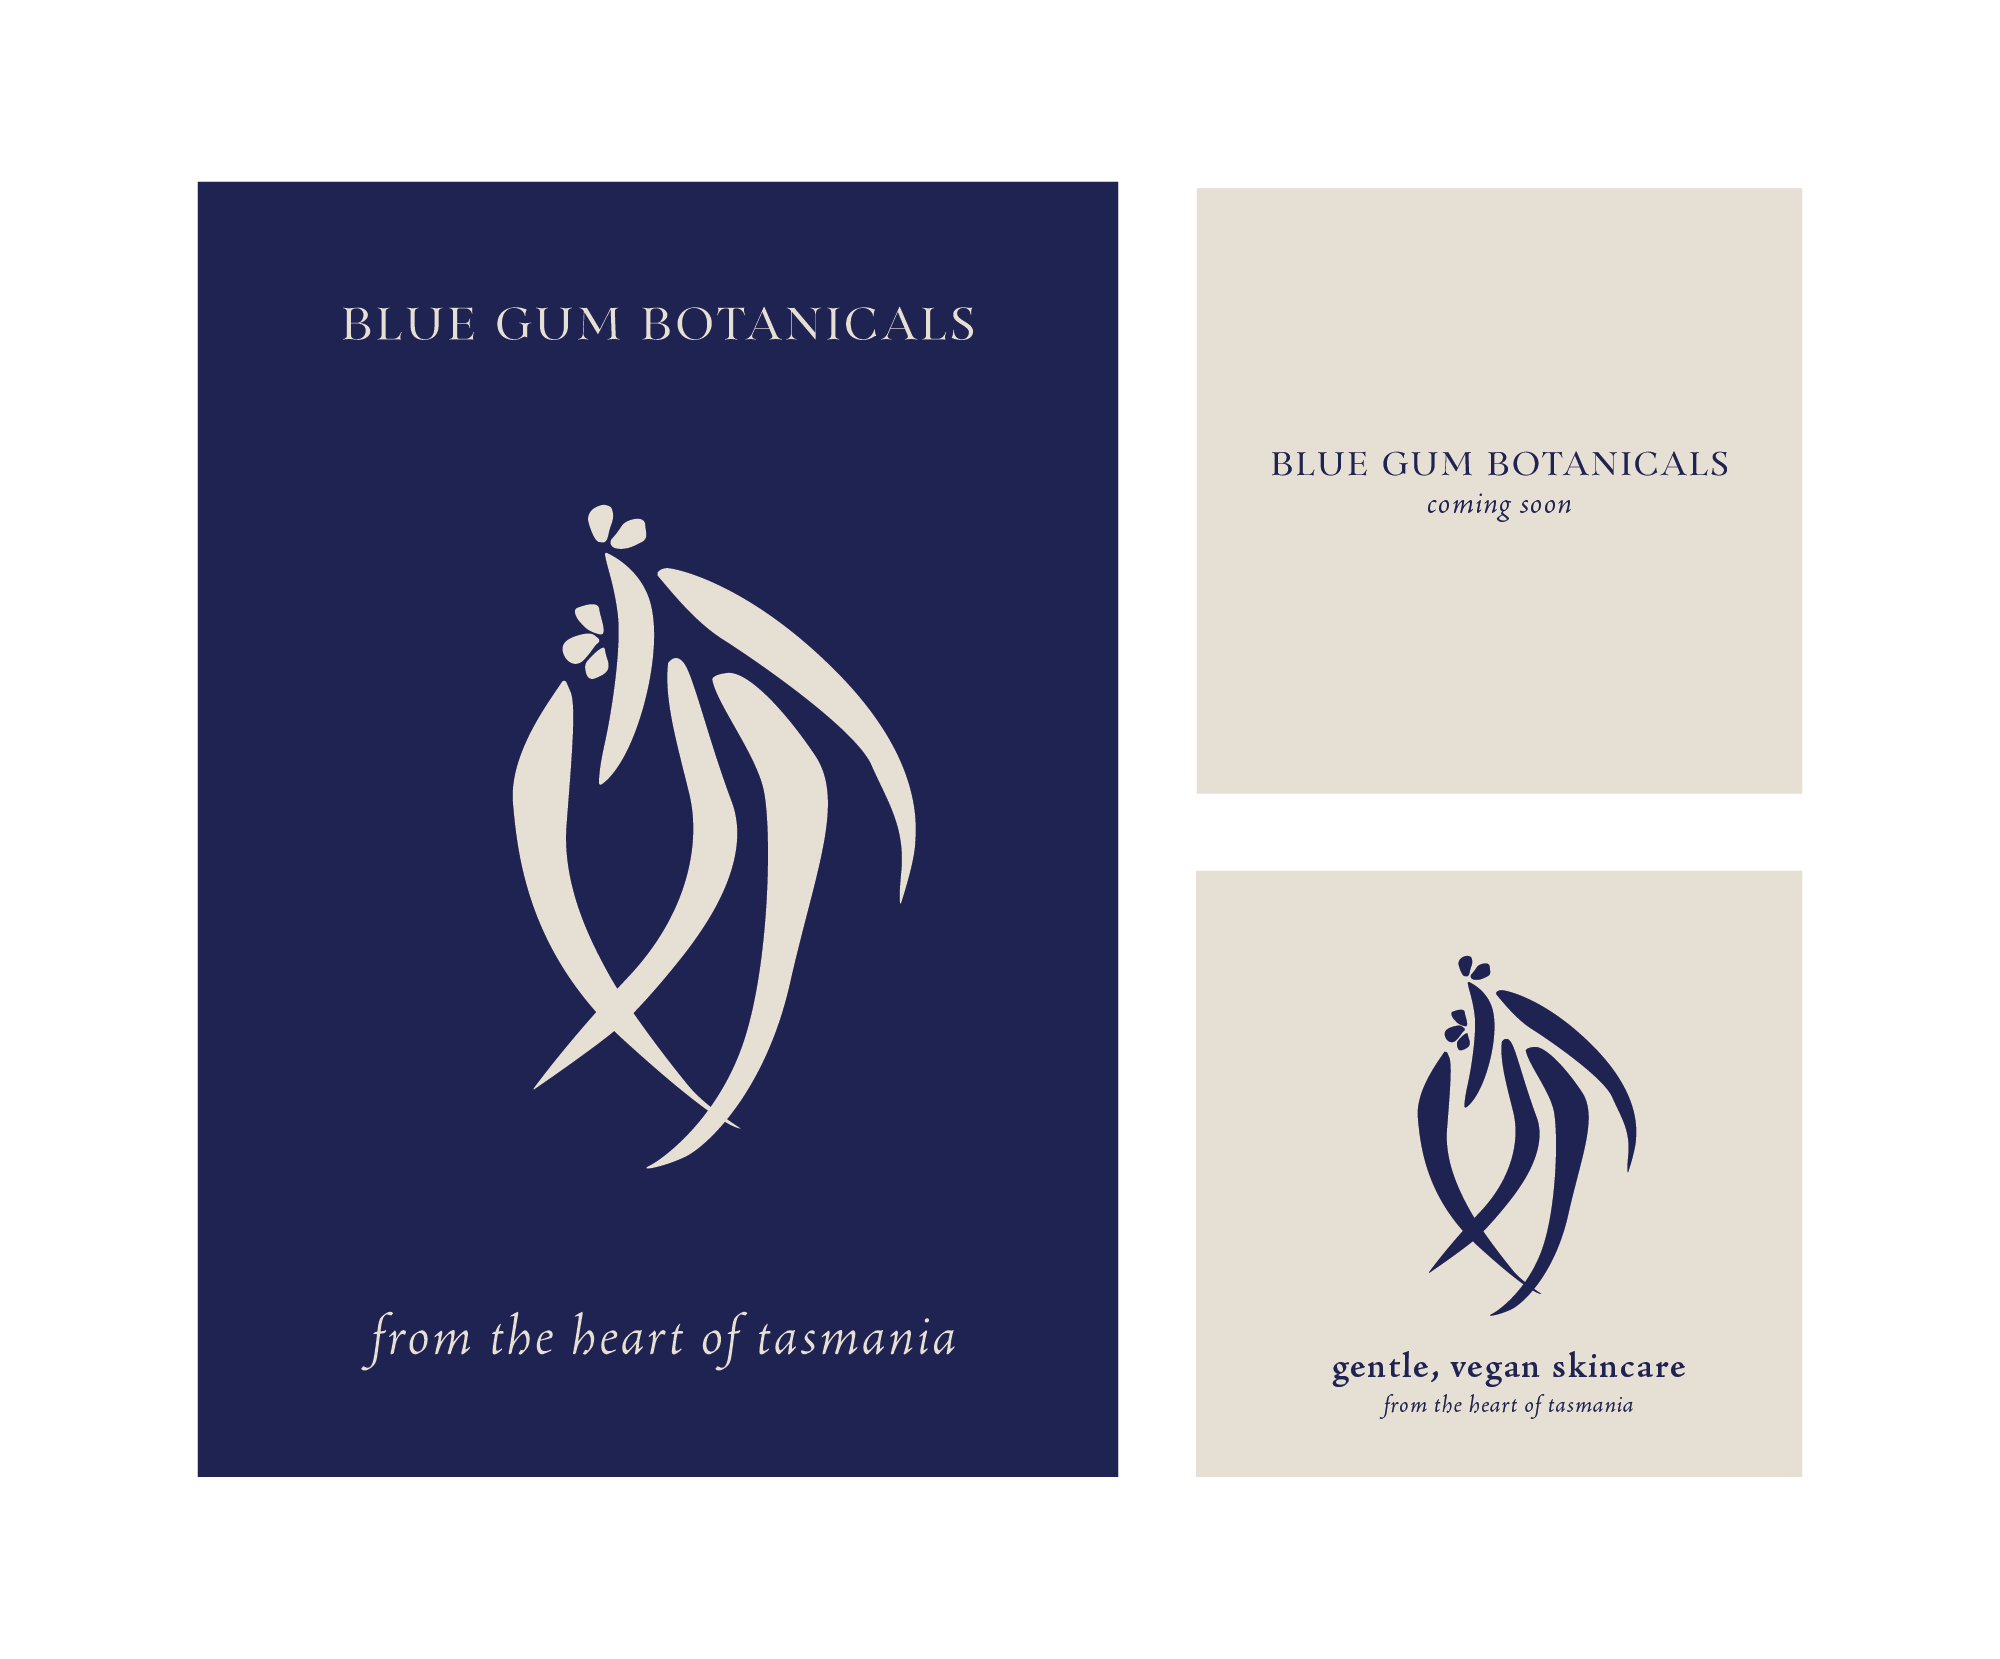 BLUE GUM BOTANICALS
from the heart of tasmania
BLUE GUM BOTANICALS
coming soon
gentle, vegan skincare
from the heart of tasmania